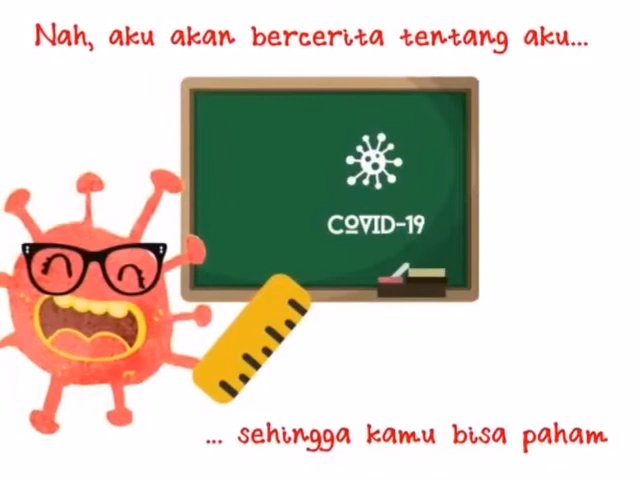 Nah, aku akan bercerita tentang aku...
COVID-19
... sehingga kamu bisa paham